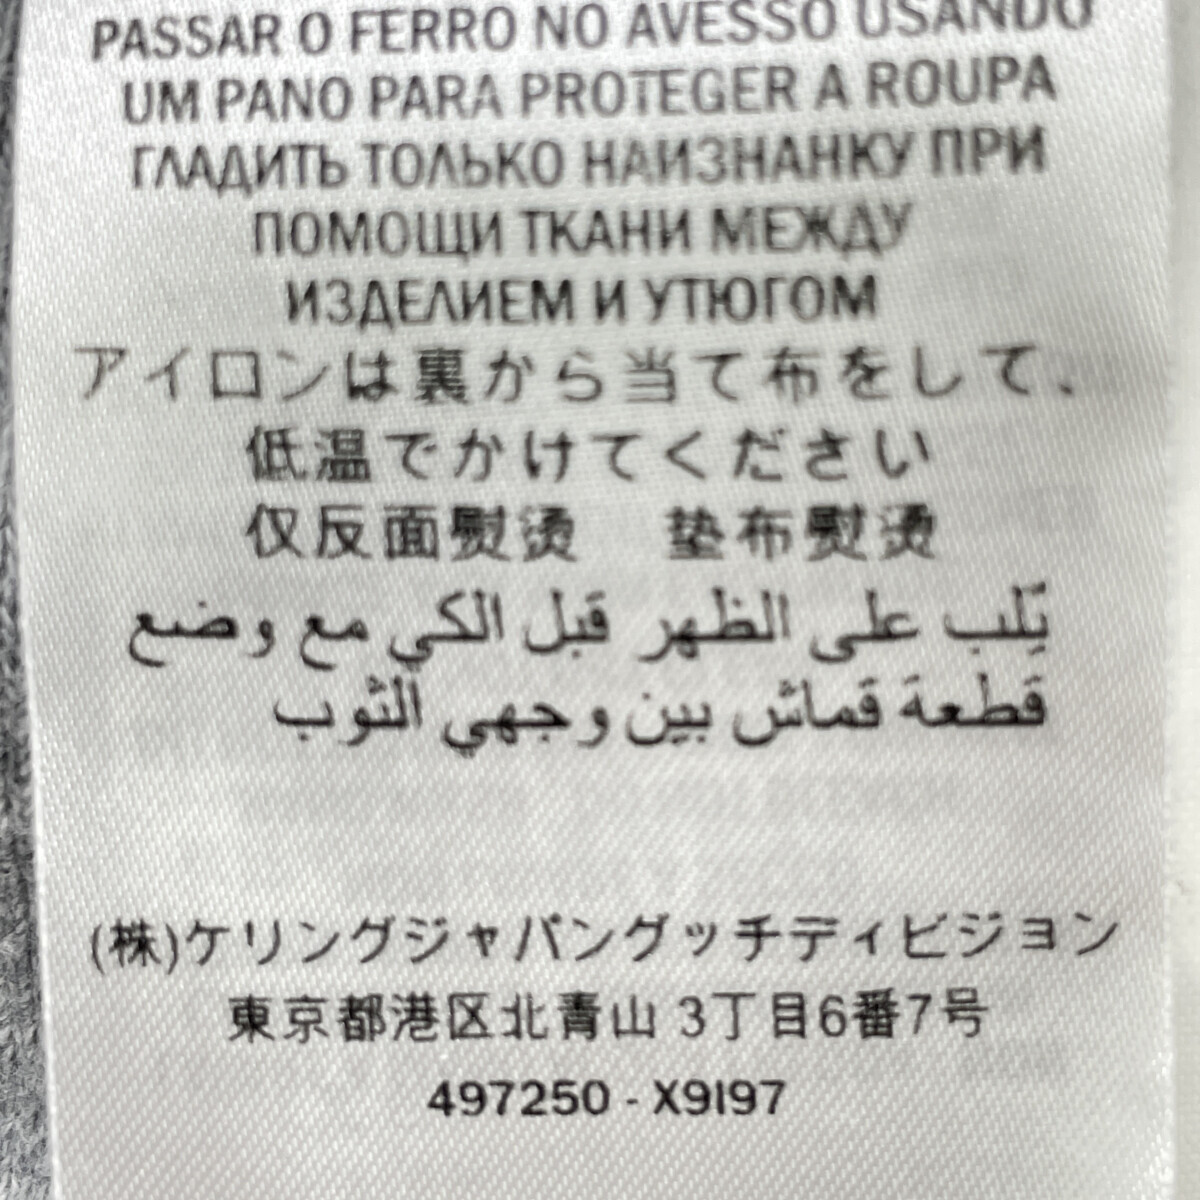 PASSAR O FERRO NO AVESSO USANDO
UM PANO PARA PROTEGER A ROUPA
ГЛАДИТЬ ТОЛЬКО НАИЗНАНКУ ПРИ
ПОМОЩИ ТКАНИ МЕЖДУ
ИЗДЕЛИЕМ И УТЮГОМ
アイロンは裏から当て布をして、
低温でかけてください
仅反面熨烫　垫布熨烫
على الظهر قبل الكي مع وضع
قطعة قماش بين وجهي الثوب
(株)ケリングジャパングッチディビジョン
東京都港区北青山 3丁目6番7号
497250 - X9I97